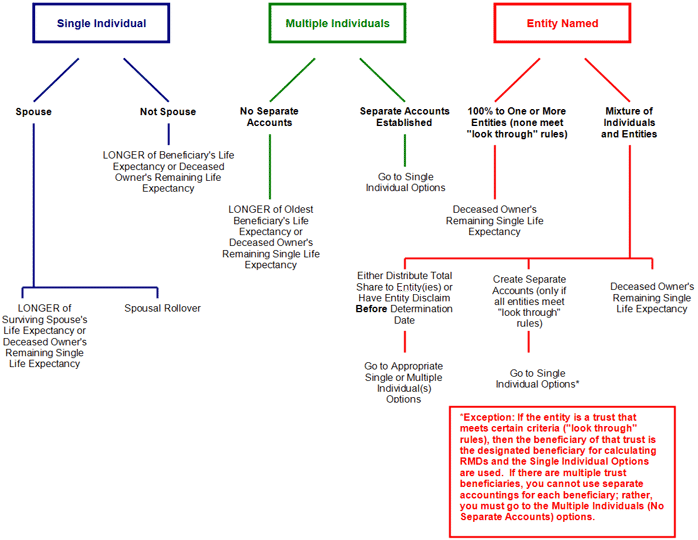 Single Individual
Multiple Individuals
Entity Named
Spouse
Not Spouse
LONGER of Beneficiary's Life
Expectancy or Deceased
Owner's Remaining Life
Expectancy
LONGER of
Surviving Spouse's
Life Expectancy or
Deceased Owner's
Remaining Single
Life Expectancy
Spousal Rollover
No Separate
Accounts
LONGER of Oldest
Beneficiary's Life
Expectancy or
Deceased Owner's
Remaining Single Life
Expectancy
Separate Accounts
Established
Go to Single
Individual Options
100% to One or More
Entities (none meet
"look through" rules)
Deceased Owner's
Remaining Single Life
Expectancy
Mixture of
Individuals
and Entities
Either Distribute Total
Share to Entity(ies) or
Have Entity Disclaim
Before Determination
Date
Go to Appropriate
Single or Multiple
Individual(s)
Options
Create Separate
Accounts (only if
all entities meet
"look through"
rules)
Go to Single
Individual Options*
Deceased Owner's
Remaining Single
Life Expectancy
*Exception: If the entity is a trust that
meets certain criteria ("look through"
rules), then the beneficiary of that trust is
the designated beneficiary for calculating
RMDs and the Single Individual Options
are used. If there are multiple trust
beneficiaries, you cannot use separate
accountings for each beneficiary; rather,
you must go to the Multiple Individuals (No
Separate Accounts) options.